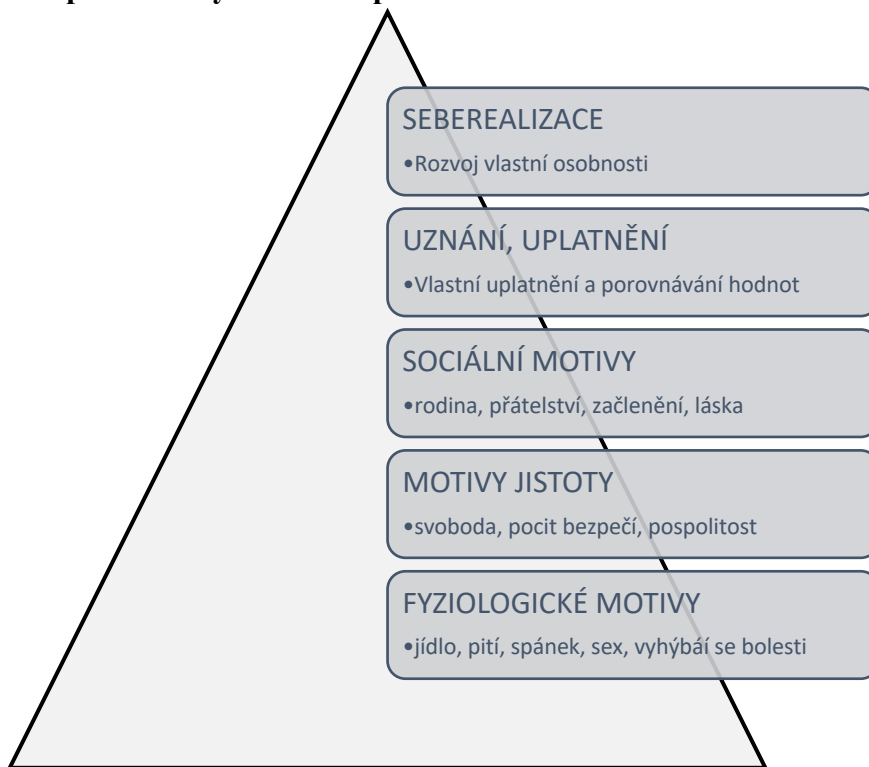 SEBEREALIZACE
•Rozvoj vlastní osobnosti
UZNÁNÍ, UPLATNĚNÍ
•Vlastní uplatnění a porovnávání hodnot
SOCIÁLNÍ MOTIVY
•rodina, přátelství, začlenění, láska
MOTIVY JISTOTY
•svoboda, pocit bezpečí, pospolitost
FYZIOLOGICKÉ MOTIVY
•jídlo, pití, spánek, sex, vyhýbáí se bolesti